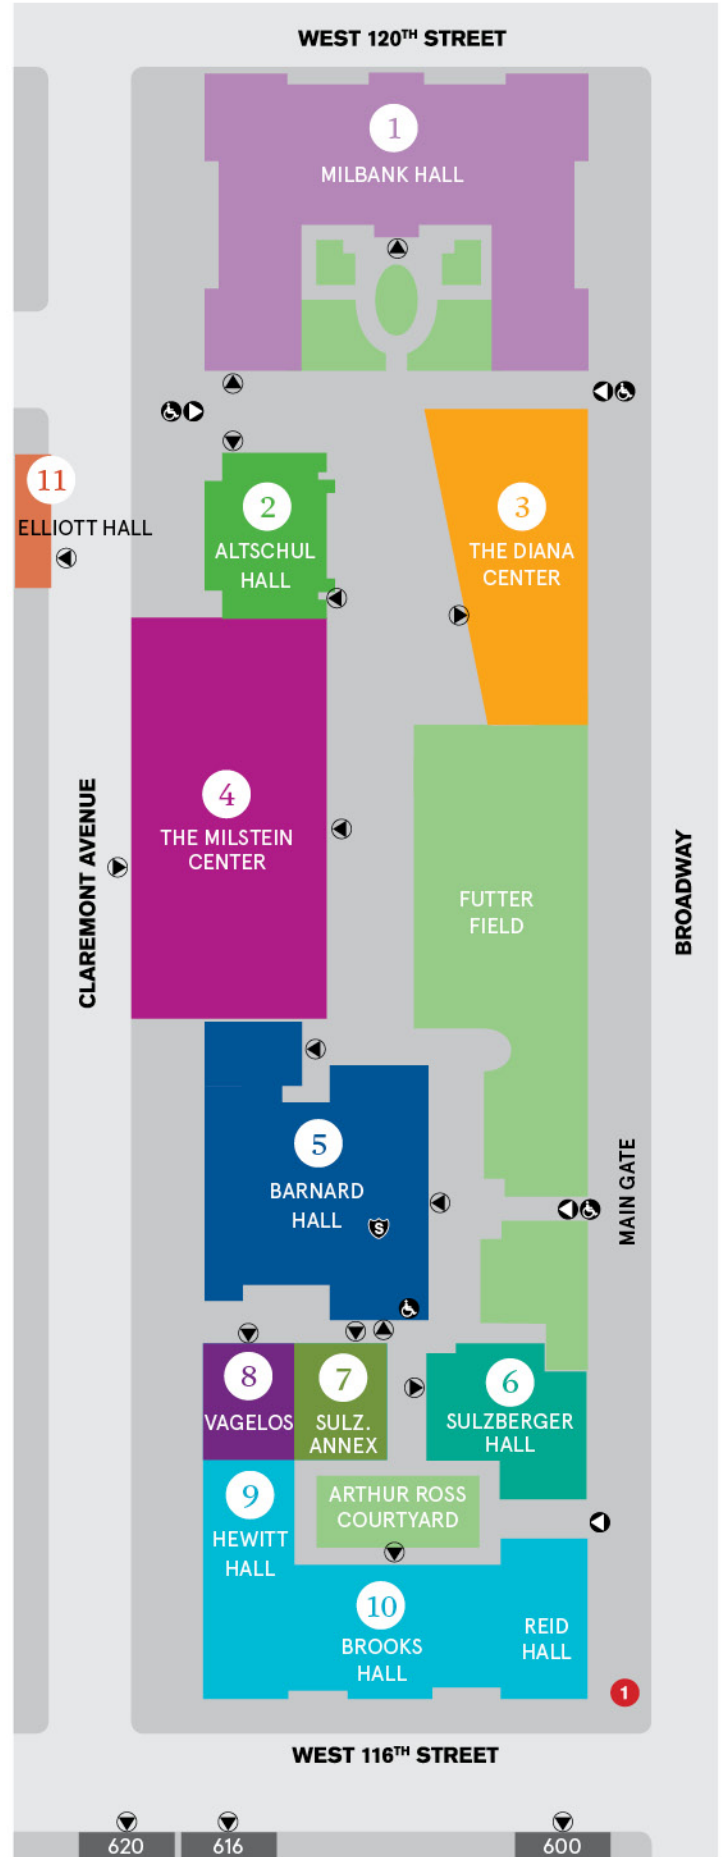 WEST 120TH STREET
1
MILBANK HALL
11
ELLIOTT HALL
2
ALTSCHUL
HALL
3
THE DIANA
CENTER
4
THE MILSTEIN
CENTER
CLAREMONT AVENUE
FUTTER
FIELD
BROADWAY
5
BARNARD
HALL
S
MAIN GATE
8
VAGELOS
7
SULZ.
ANNEX
6
SULZBERGER
HALL
9
HEWITT
HALL
ARTHUR ROSS
COURTYARD
10
BROOKS
HALL
REID
HALL
1
WEST 116TH STREET
620
616
600